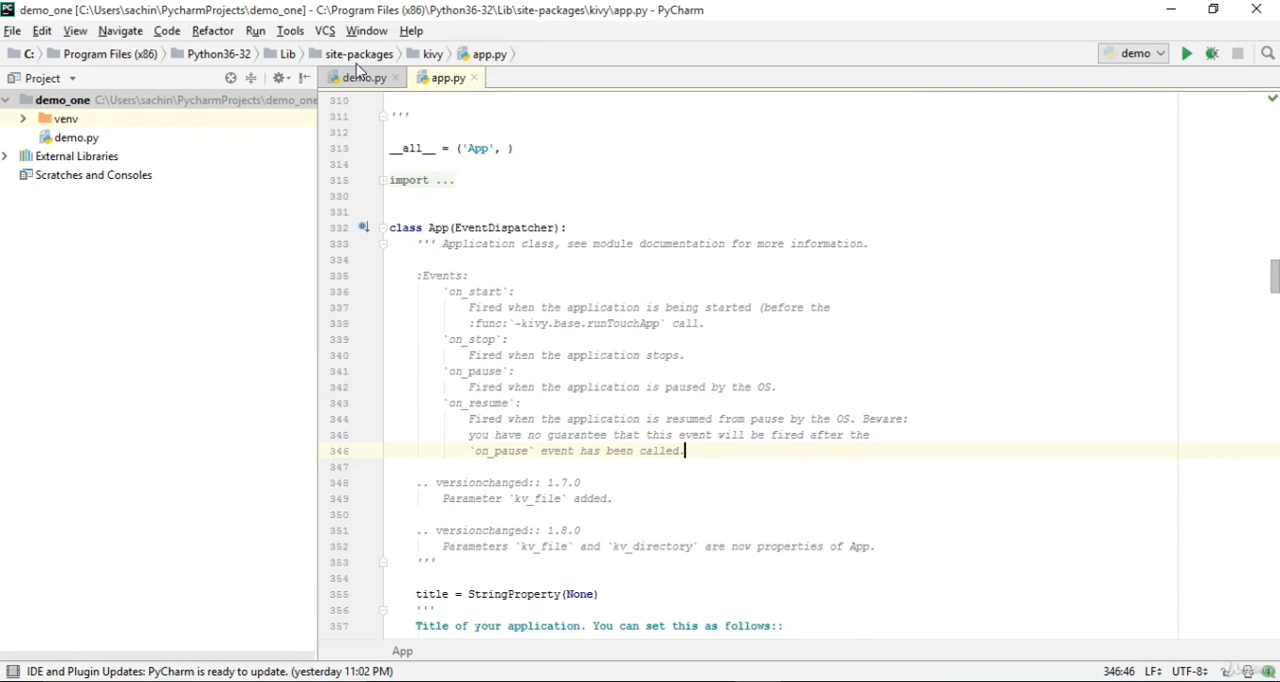 demo_one [C:\Users\sachin\PycharmProjects\demo_one] - C:\Program Files (x86)\Python36-32\Lib\site-packages\kivy\app.py - PyCharm
File Edit View Navigate Code Refactor Run Tools VCS Window Help
C: Program Files (x86) Python36-32 Lib site-packages kivy app.py demo
Project demo.py app.py
demo_one C:\Users\sachin\PycharmProjects\demo_one
venv
demo.py
External Libraries
Scratches and Consoles
310
311 '''
312
313 __all__ = ('App', )
314
315 import ...
330
331
332 class App(EventDispatcher):
333 ''' Application class, see module documentation for more information.
334
335 :Events:
336 `on_start`:
337 Fired when the application is being started (before the
338 :func:`~kivy.base.runTouchApp` call.
339 `on_stop`:
340 Fired when the application stops.
341 `on_pause`:
342 Fired when the application is paused by the OS.
343 `on_resume`:
344 Fired when the application is resumed from pause by the OS. Beware:
345 you have no guarantee that this event will be fired after the
346 `on_pause` event has been called.
347
348 .. versionchanged:: 1.7.0
349 Parameter `kv_file` added.
350
351 .. versionchanged:: 1.8.0
352 Parameters `kv_file` and `kv_directory` are now properties of App.
353 '''
354
355 title = StringProperty(None)
356 '''
357 Title of your application. You can set this as follows::
App
IDE and Plugin Updates: PyCharm is ready to update. (yesterday 11:02 PM) 346:46 LF UTF-8